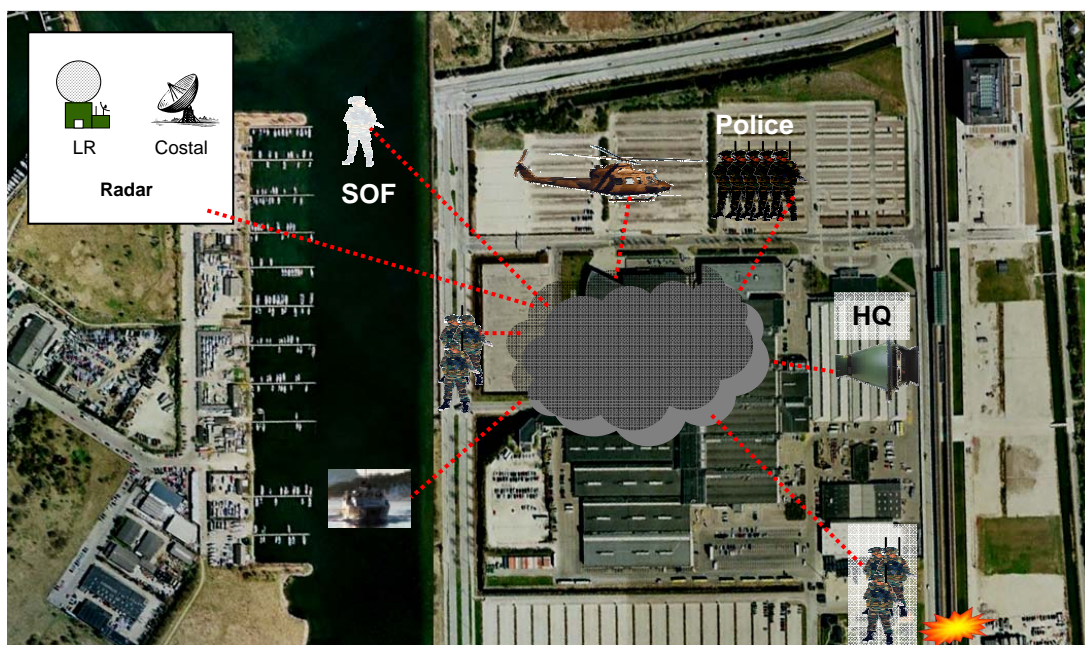 LR
Costal
Radar
SOF
Police
HQ